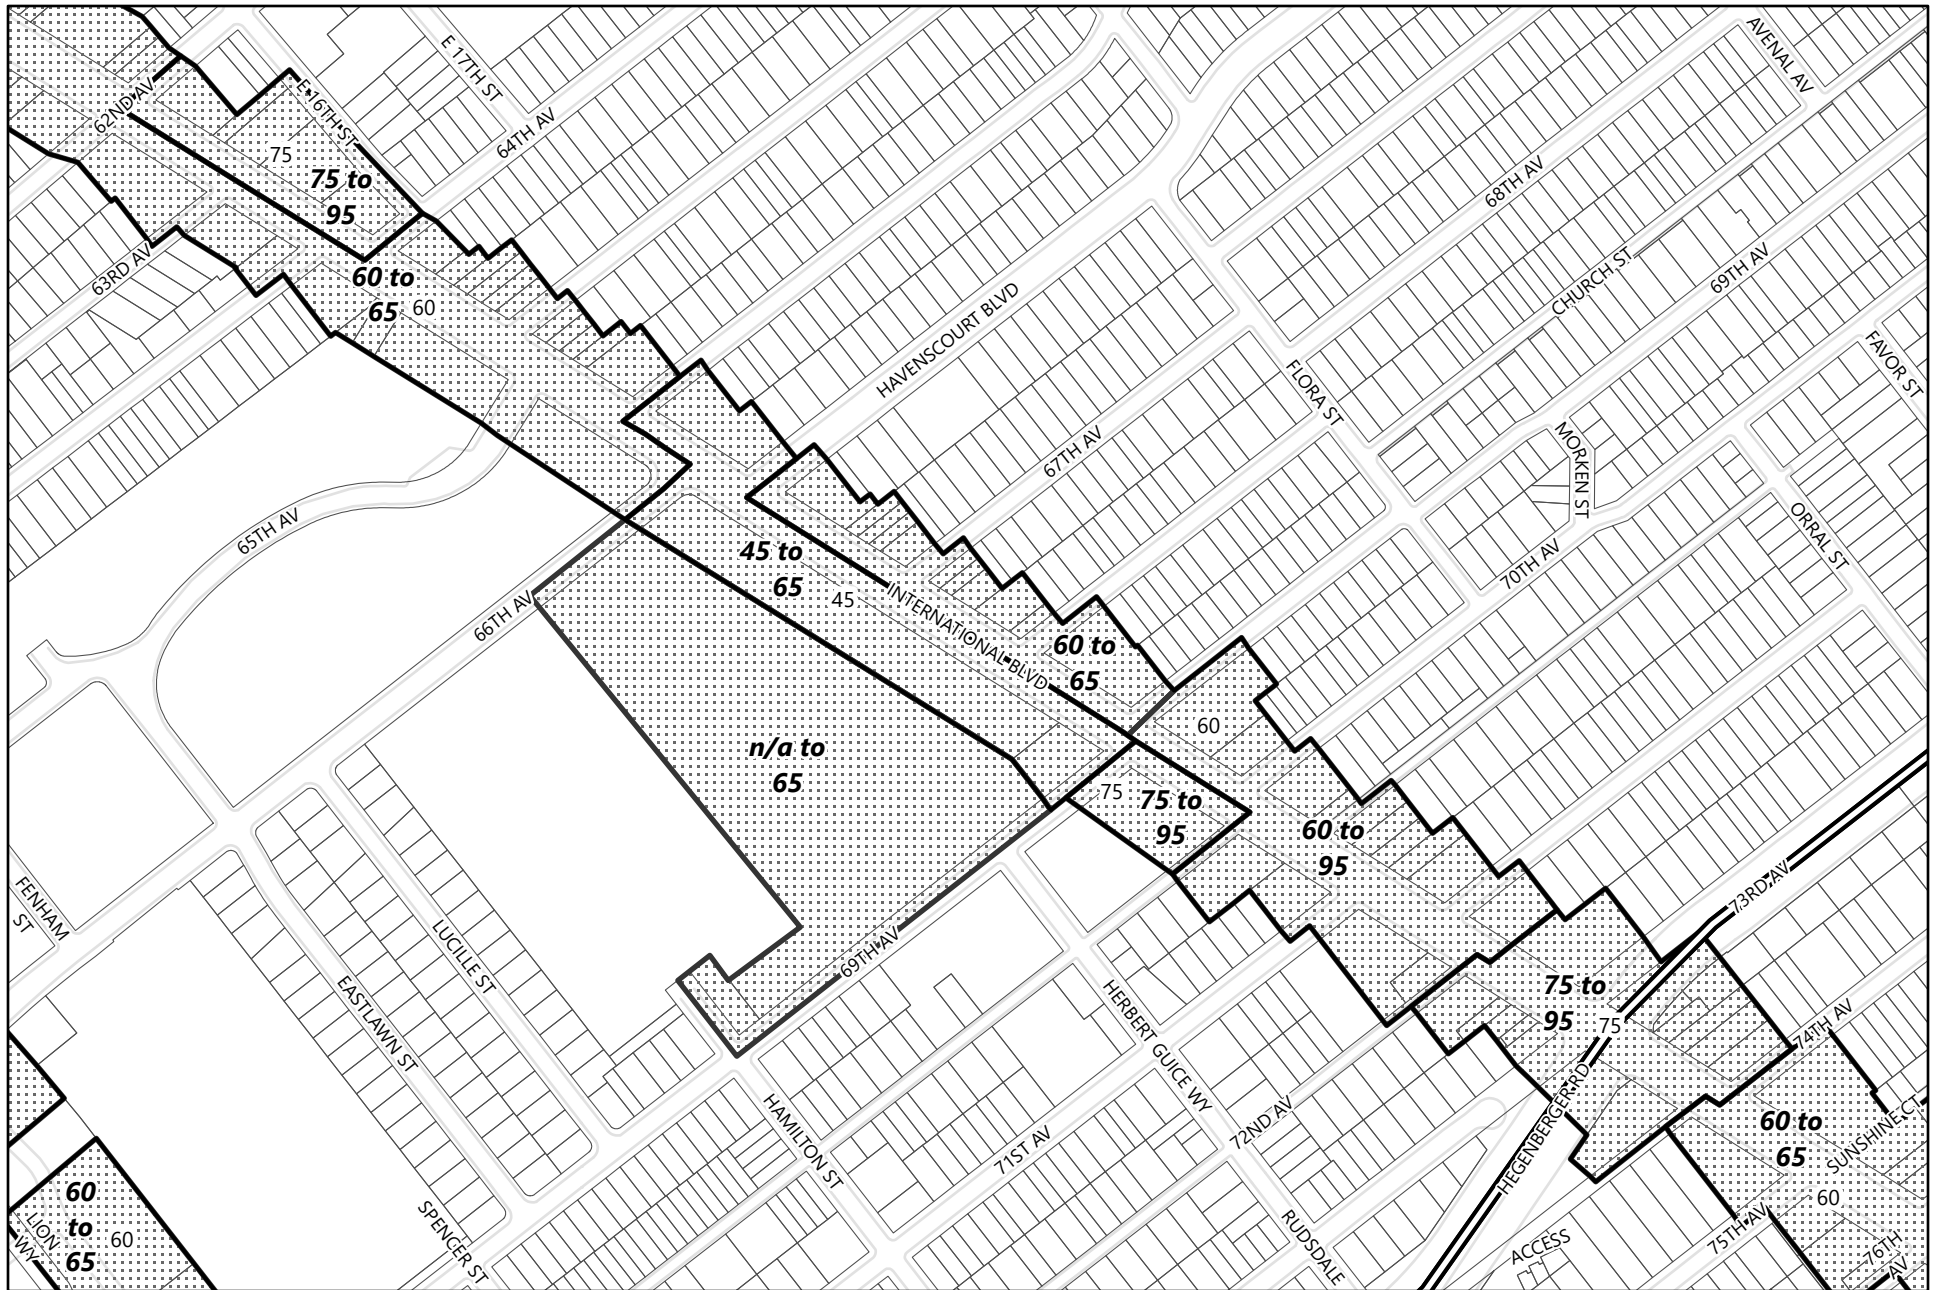 AVENAL AV
E 17TH ST
62ND AV
E 16TH ST
64TH AV
75
75 to
95
68TH AV
63RD AV
60 to
65
60
CHURCH ST
69TH AV
HAVENSCOURT BLVD
FLORA ST
FAVOR ST
67TH AV
MORKEN ST
65TH AV
45 to
65
45
70TH AV
ORRAL ST
66TH AV
INTERNATIONAL BLVD
60 to
65
60
n/a to
65
75
75 to
95
60 to
95
73RD AV
FENHAM
ST
LUCILLE ST
69TH AV
EASTLAWN ST
HERBERT GUICE WY
75 to
95
75
74TH AV
HEGENBERGER RD
60 to
65
SUNSHINE CT
HAMILTON ST
72ND AV
71ST AV
60
to
65
60
LION
WY
SPENCER ST
RUDSDALE
ACCESS
75TH AV
60
76TH
AV